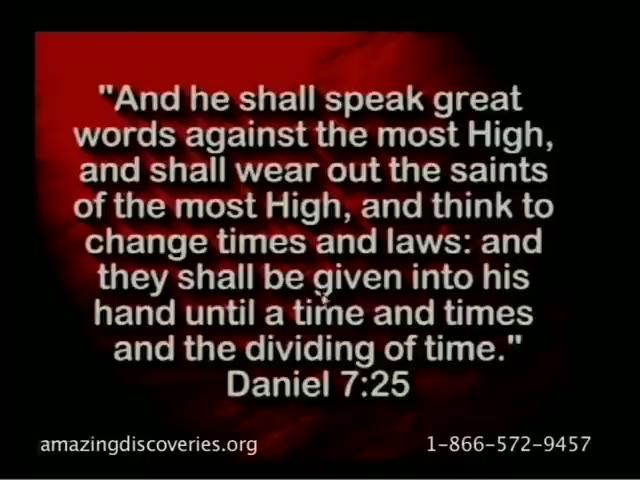 "And he shall speak great
words against the most High,
and shall wear out the saints
of the most High, and think to
change times and laws: and
they shall be given into his
hand until a time and times
and the dividing of time."
Daniel 7:25
amazingdiscoveries.org
1-866-572-9457